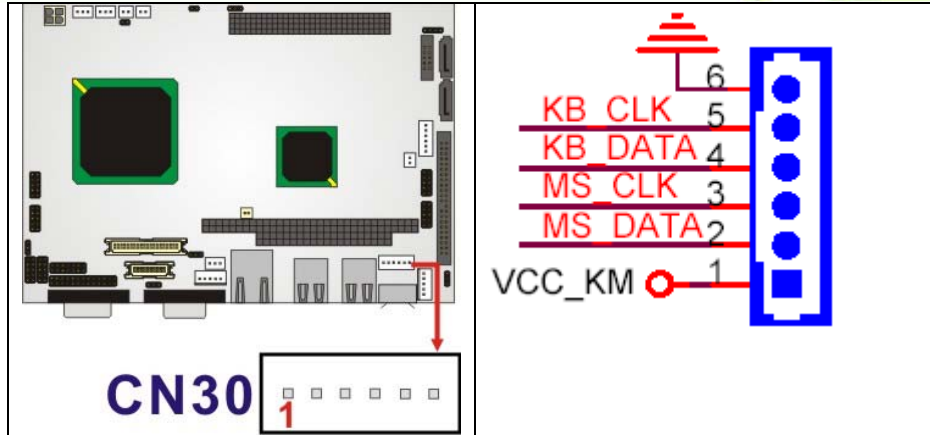 CN30
1
6
KB_CLK 5
KB_DATA 4
MS_CLK 3
MS_DATA 2
VCC_KM 1